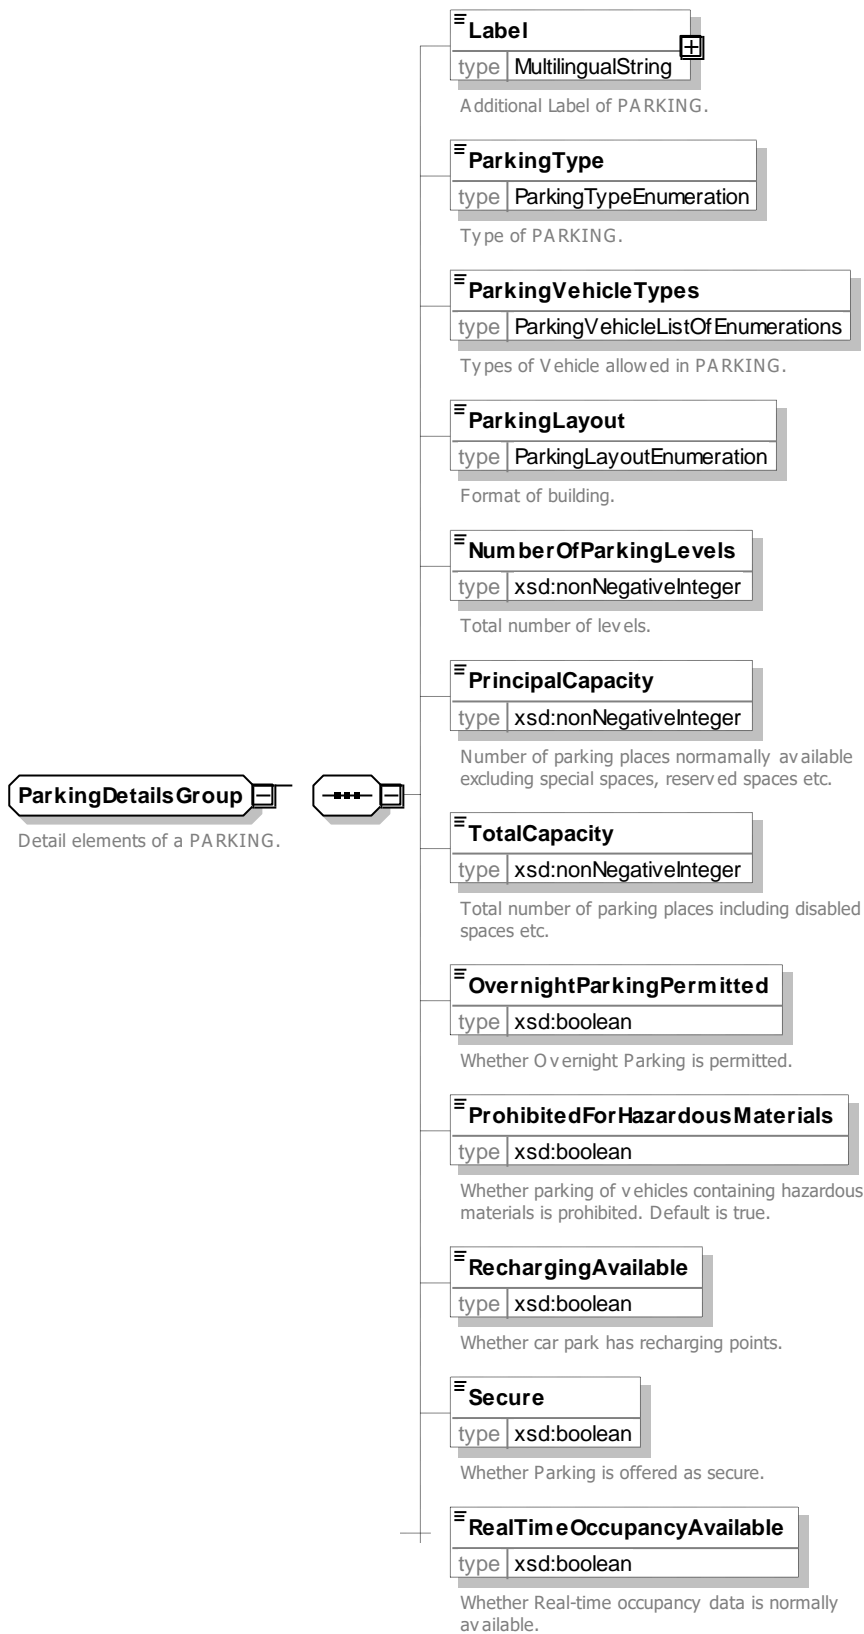 Label
type MultilingualString
Additional Label of PARKING.
ParkingType
type ParkingTypeEnumeration
Type of PARKING.
ParkingVehicleTypes
type ParkingVehicleListOfEnumerations
Types of Vehicle allowed in PARKING.
ParkingLayout
type ParkingLayoutEnumeration
Format of building.
NumberOfParkingLevels
type xsd:nonNegativeInteger
Total number of levels.
PrincipalCapacity
type xsd:nonNegativeInteger
Number of parking places normamally available
excluding special spaces, reserved spaces etc.
ParkingDetailsGroup
Detail elements of a PARKING.
TotalCapacity
type xsd:nonNegativeInteger
Total number of parking places including disabled
spaces etc.
OvernightParkingPermitted
type xsd:boolean
Whether Overnight Parking is permitted.
ProhibitedForHazardousMaterials
type xsd:boolean
Whether parking of vehicles containing hazardous
materials is prohibited. Default is true.
RechargingAvailable
type xsd:boolean
Whether car park has recharging points.
Secure
type xsd:boolean
Whether Parking is offered as secure.
RealTimeOccupancyAvailable
type xsd:boolean
Whether Real-time occupancy data is normally
available.